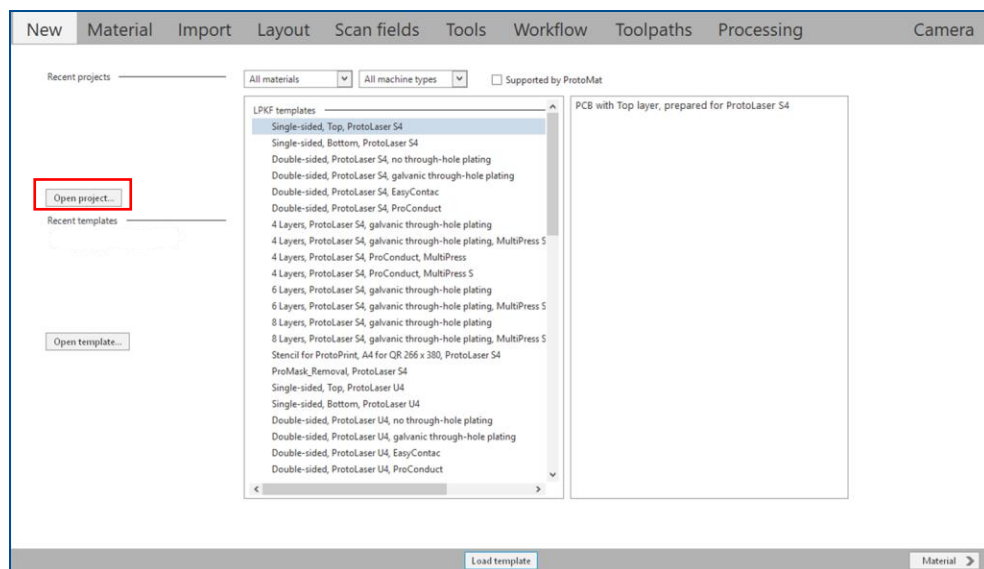 New Material Import Layout Scan fields Tools Workflow Toolpaths Processing Camera
Recent projects
All materials All machine types Supported by ProtoMat
LPKF templates
PCB with Top layer, prepared for ProtoLaser S4
Single-sided, Top, ProtoLaser S4
Single-sided, Bottom, ProtoLaser S4
Double-sided, ProtoLaser S4, no through-hole plating
Double-sided, ProtoLaser S4, galvanic through-hole plating
Double-sided, ProtoLaser S4, EasyContac
Double-sided, ProtoLaser S4, ProConduct
4 Layers, ProtoLaser S4, galvanic through-hole plating
4 Layers, ProtoLaser S4, galvanic through-hole plating, MultiPress S
4 Layers, ProtoLaser S4, ProConduct, MultiPress
4 Layers, ProtoLaser S4, ProConduct, MultiPress S
6 Layers, ProtoLaser S4, galvanic through-hole plating
6 Layers, ProtoLaser S4, galvanic through-hole plating, MultiPress S
8 Layers, ProtoLaser S4, galvanic through-hole plating
8 Layers, ProtoLaser S4, galvanic through-hole plating, MultiPress S
Stencil for ProtoPrint, A4 for QR 266 x 380, ProtoLaser S4
ProMask_Removal, ProtoLaser S4
Single-sided, Top, ProtoLaser U4
Single-sided, Bottom, ProtoLaser U4
Double-sided, ProtoLaser U4, no through-hole plating
Double-sided, ProtoLaser U4, galvanic through-hole plating
Double-sided, ProtoLaser U4, EasyContac
Double-sided, ProtoLaser U4, ProConduct
Open project...
Recent templates
Open template...
Load template
Material